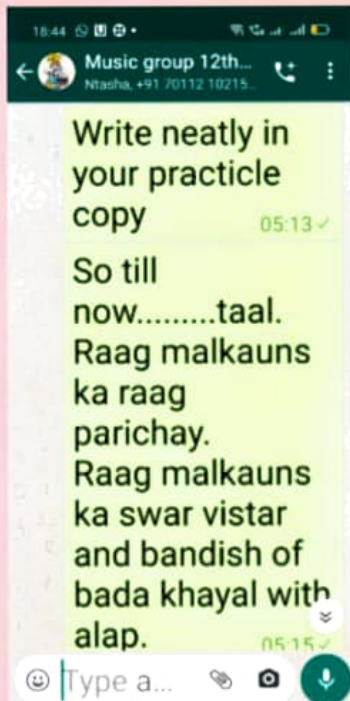 18:44
Music group 12th...
Ntasha, +91 70112 10215...
Write neatly in
your practicle
copy
05:13
So till
now.........taal.
Raag malkauns
ka raag
parichay.
Raag malkauns
ka swar vistar
and bandish of
bada khayal with
alap.
05:15
Type a...